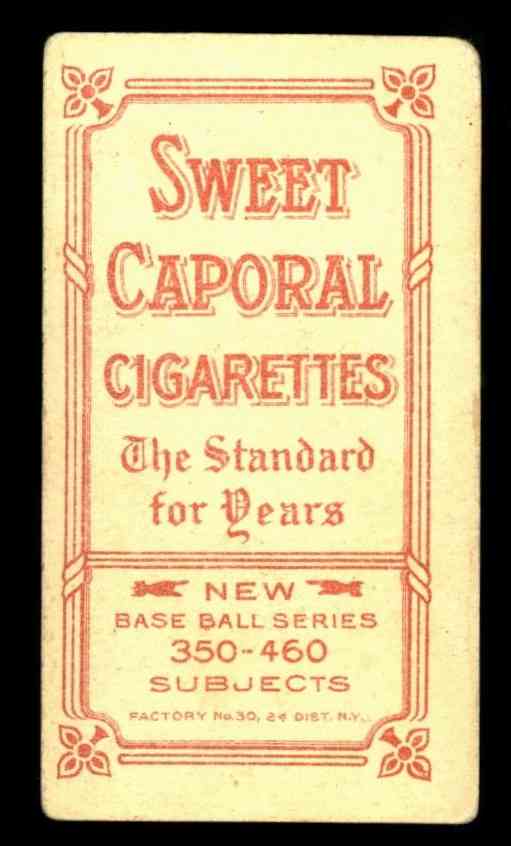 SWEET
CAPORAL
CIGARETTES
The Standard
for Years
NEW
BASE BALL SERIES
350-460
SUBJECTS
FACTORY No. 30, 2d DIST. N.Y.